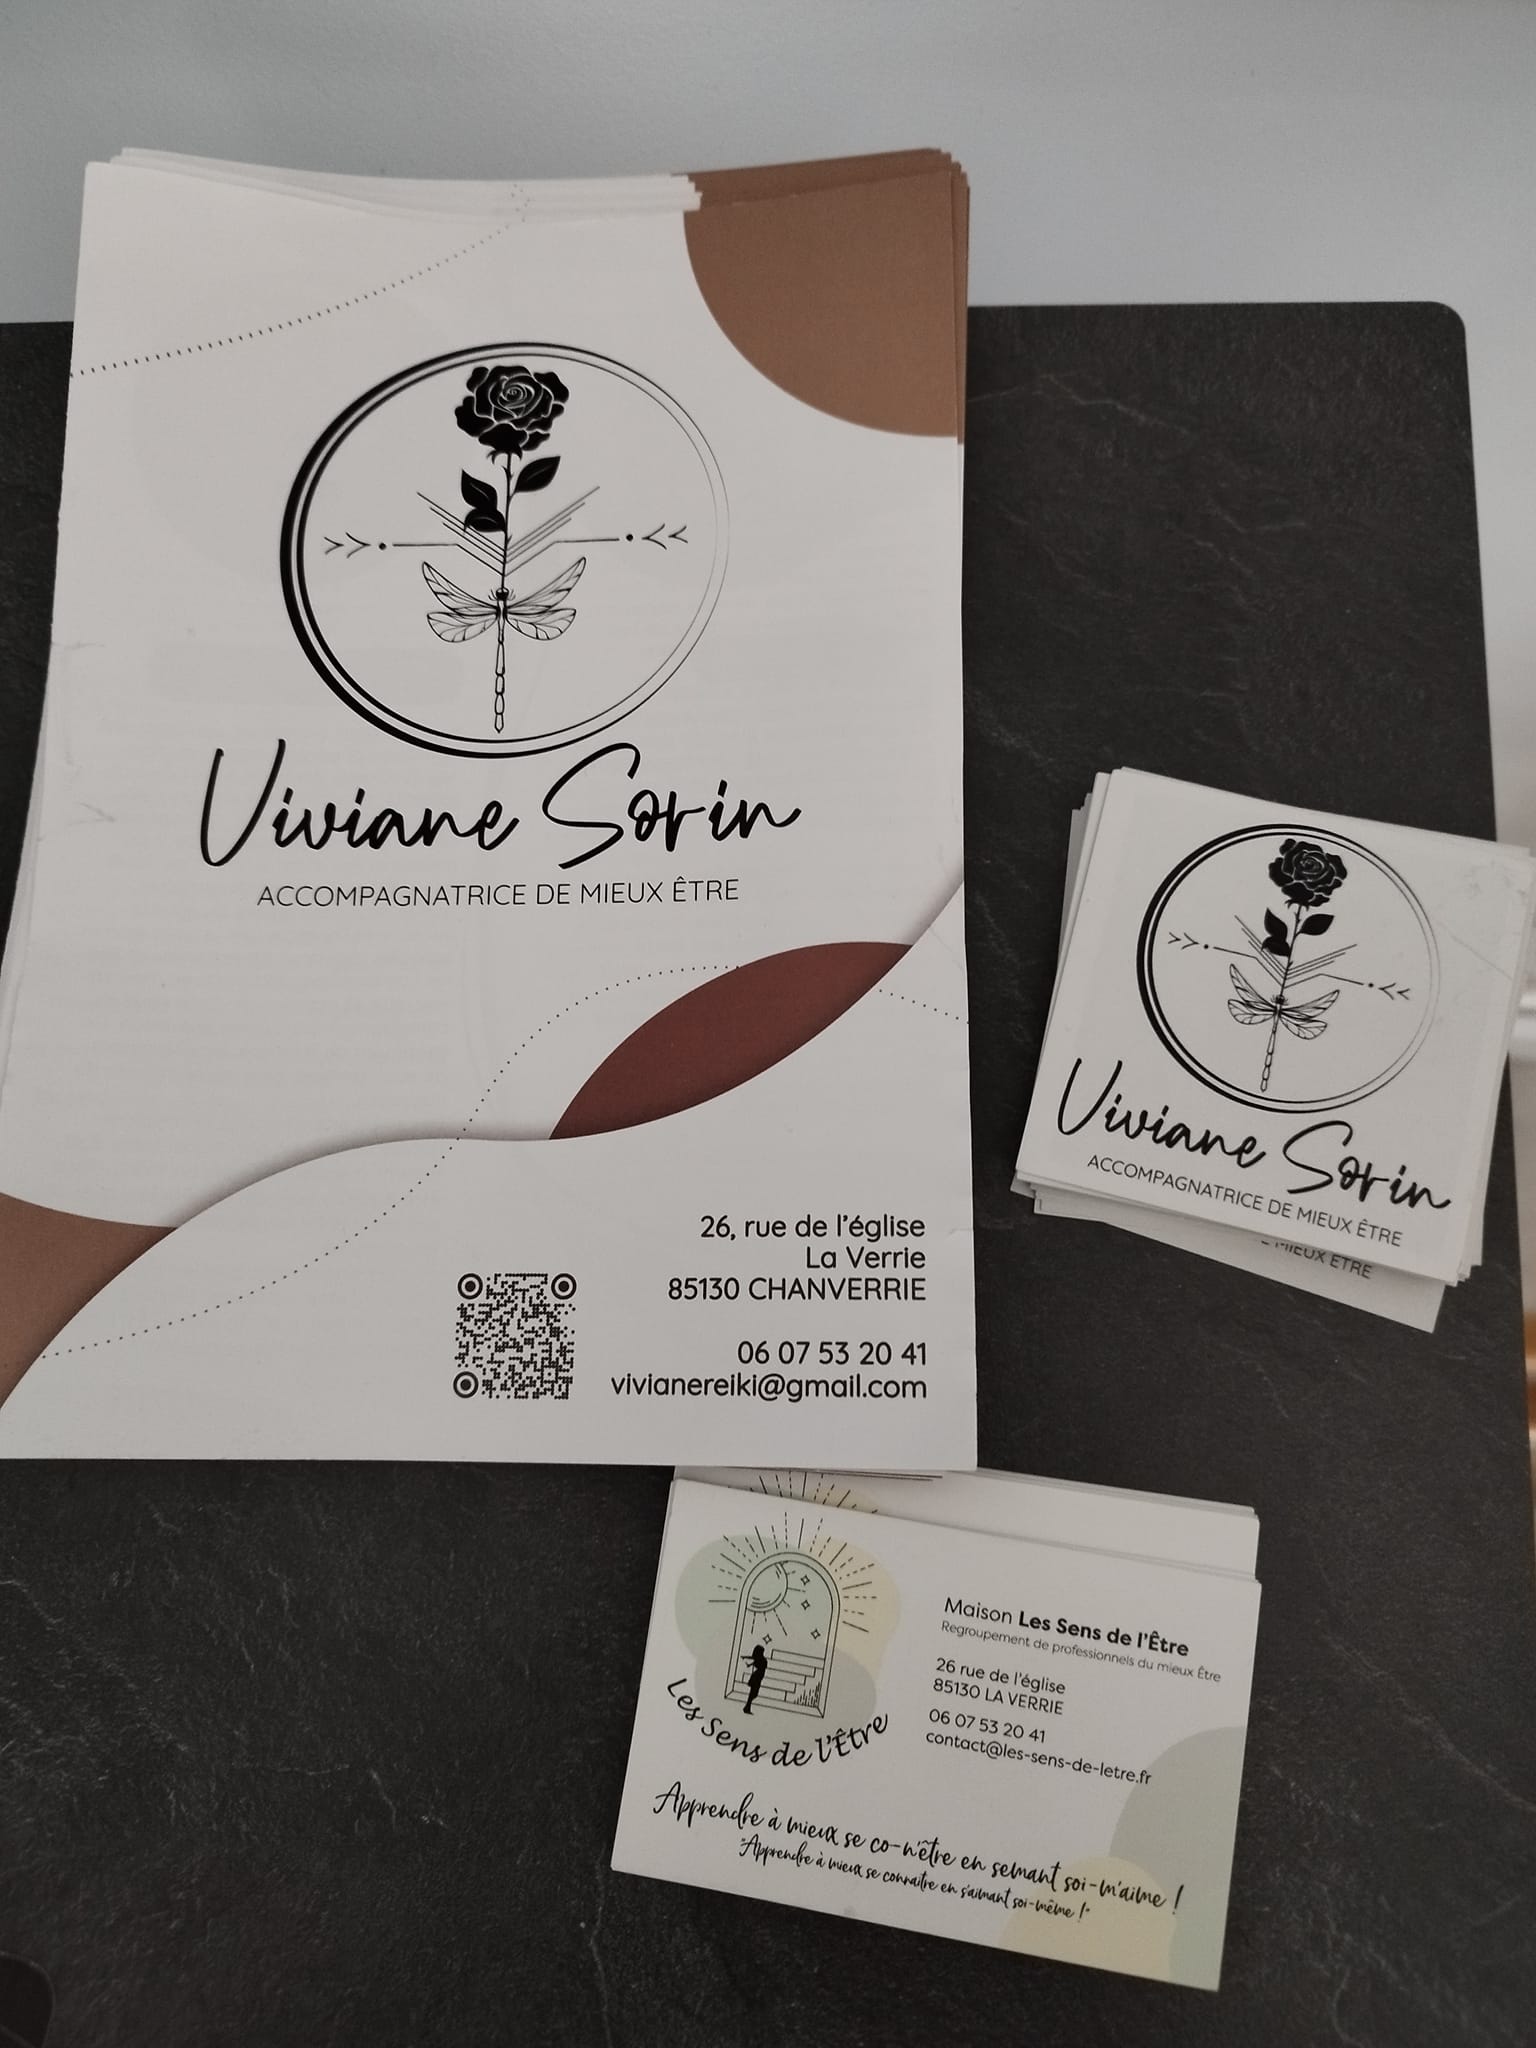 Viviane Sorin
ACCOMPAGNATRICE DE MIEUX ÊTRE
26, rue de l'église
La Verrie
85130 CHANVERRIE
06 07 53 20 41
vivianereiki@gmail.com
Viviane Sorin
ACCOMPAGNATRICE DE MIEUX ÊTRE
E MIEUX ÊTRE
Les Sens de l'Être
Maison Les Sens de l'Être
Regroupement de professionnels du mieux Être
26 rue de l'église
85130 LA VERRIE
06 07 53 20 41
contact@les-sens-de-letre.fr
Apprendre à mieux se co-n'être en semant soi-m'aime !
"Apprendre à mieux se connaitre en s'aimant soi-même !"